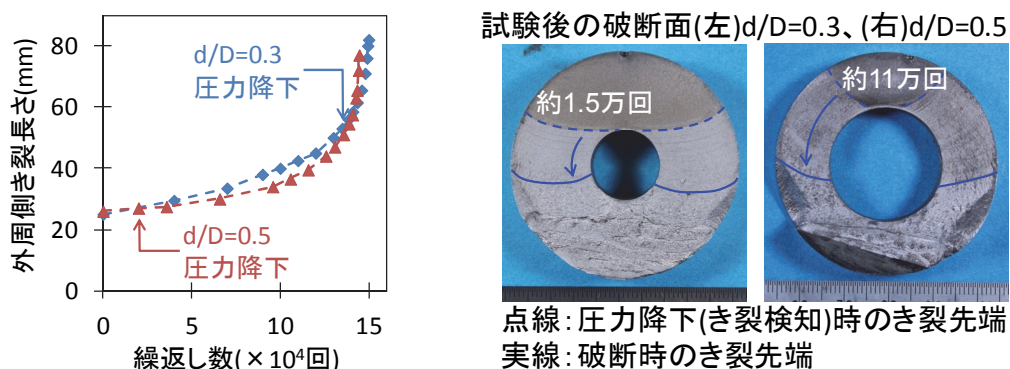 80
60
40
20
0
外周側き裂長さ(mm)
d/D=0.3
圧力降下
d/D=0.5
圧力降下
0
5
10
15
繰返し数(×10⁴回)
試験後の破断面(左)d/D=0.3、(右)d/D=0.5
約1.5万回
約11万回
点線：圧力降下(き裂検知)時のき裂先端
実線：破断時のき裂先端